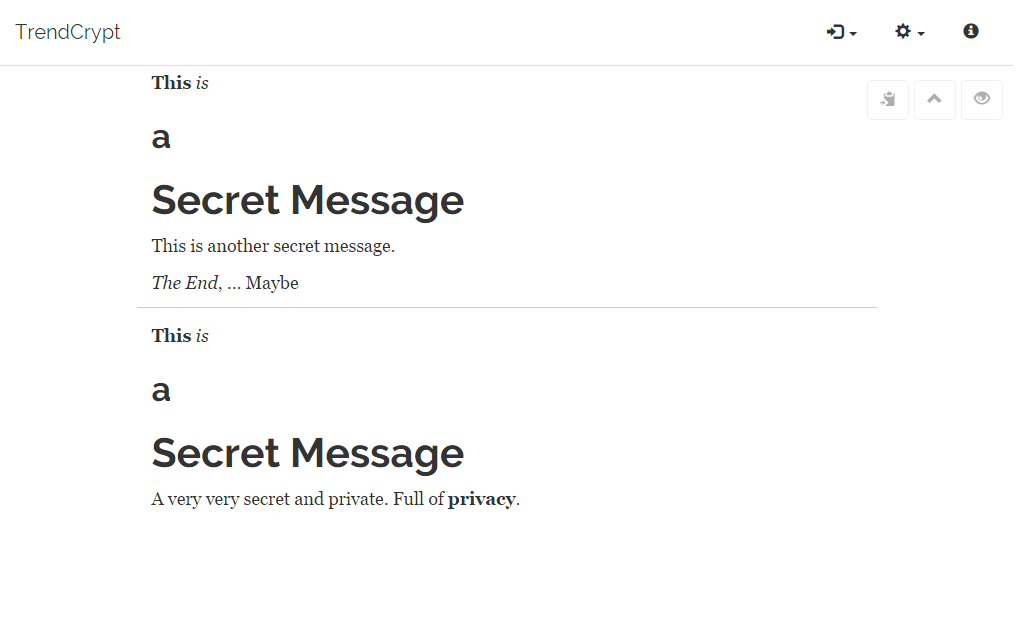 TrendCrypt
This is
a
Secret Message
This is another secret message.
The End, ... Maybe
This is
a
Secret Message
A very very secret and private. Full of privacy.